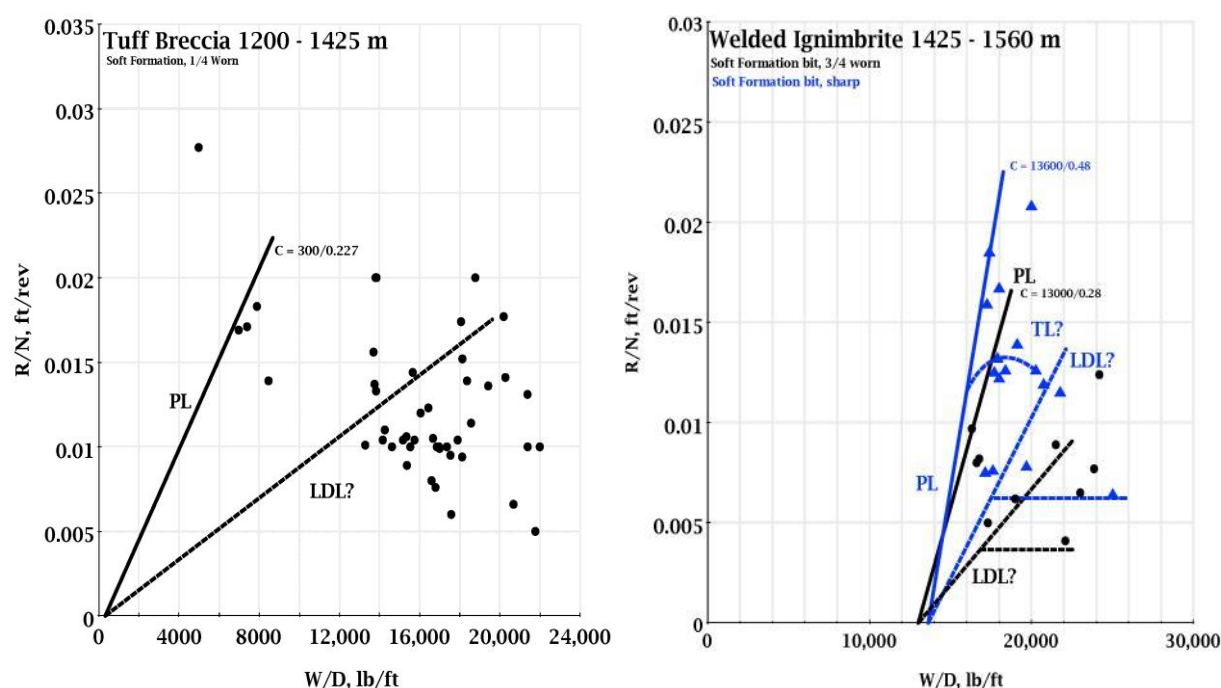 Tuff Breccia 1200 - 1425 m
Soft Formation, 1/4 Worn
0.035
0.03
0.025
0.02
0.015
0.01
0.005
0
R/N, ft/rev
C = 300/0.227
PL
LDL?
0
4000
8000
12,000
16,000
20,000
24,000
W/D, lb/ft
Welded Ignimbrite 1425 - 1560 m
Soft Formation bit, 3/4 worn
Soft Formation bit, sharp
0.03
0.025
0.02
0.015
0.01
0.005
0
R/N, ft/rev
C = 13600/0.48
PL
C = 13000/0.28
TL?
LDL?
PL
LDL?
0
10,000
20,000
30,000
W/D, lb/ft